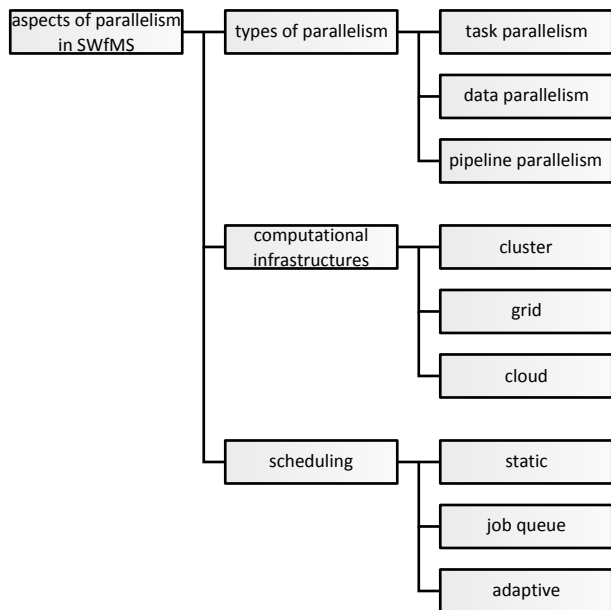 aspects of parallelism
in SWfMS
types of parallelism
task parallelism
data parallelism
pipeline parallelism
computational
infrastructures
cluster
grid
cloud
scheduling
static
job queue
adaptive